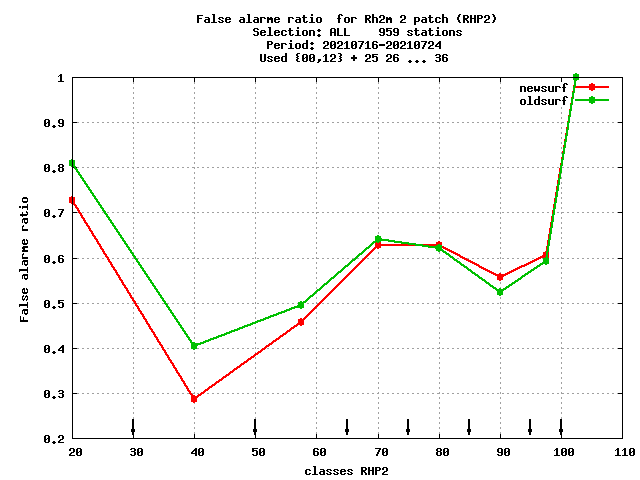 False alarme ratio  for Rh2m 2 patch (RHP2)
Selection: ALL    959 stations
Period: 20210716-20210724
Used {00,12} + 25 26 ... 36
newsurf
oldsurf
1
0.9
0.8
0.7
0.6
0.5
0.4
0.3
0.2
False alarme ratio
20 30 40 50 60 70 80 90 100 110
classes RHP2